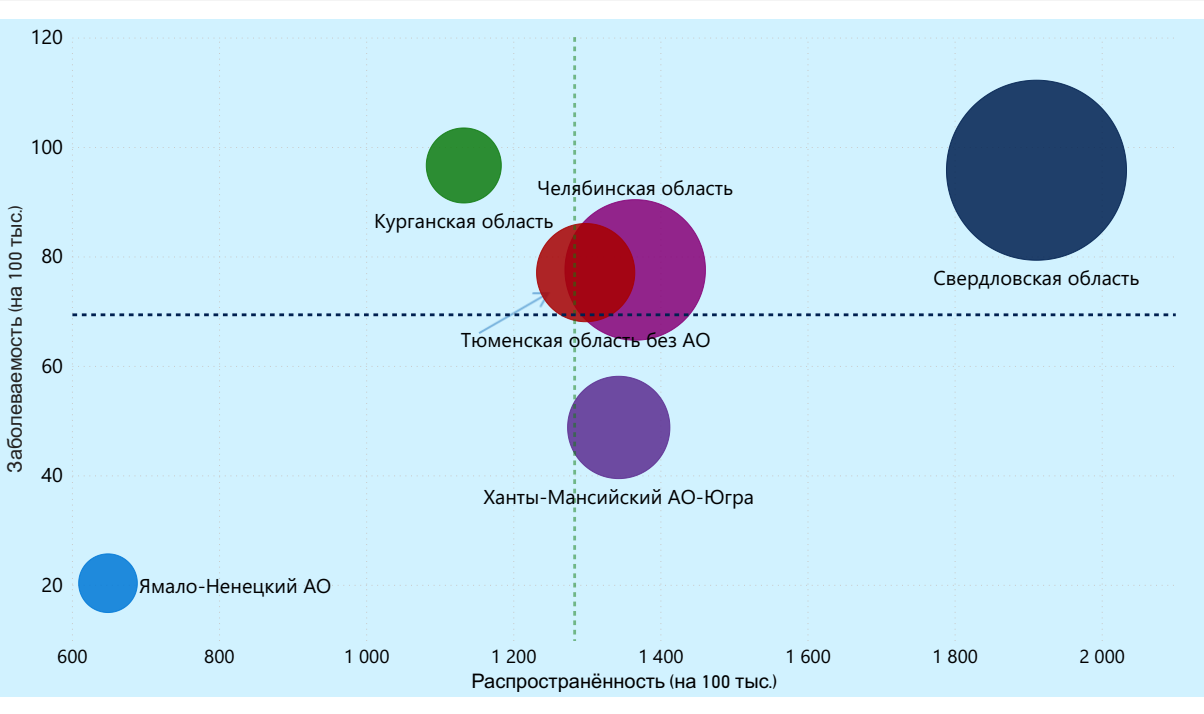 120
100
80
60
40
20
Заболеваемость (на 100 тыс.)
Челябинская область
Курганская область
Свердловская область
Тюменская область без АО
Ханты-Мансийский АО-Югра
Ямало-Ненецкий АО
600 800 1 000 1 200 1 400 1 600 1 800 2 000
Распространённость (на 100 тыс.)